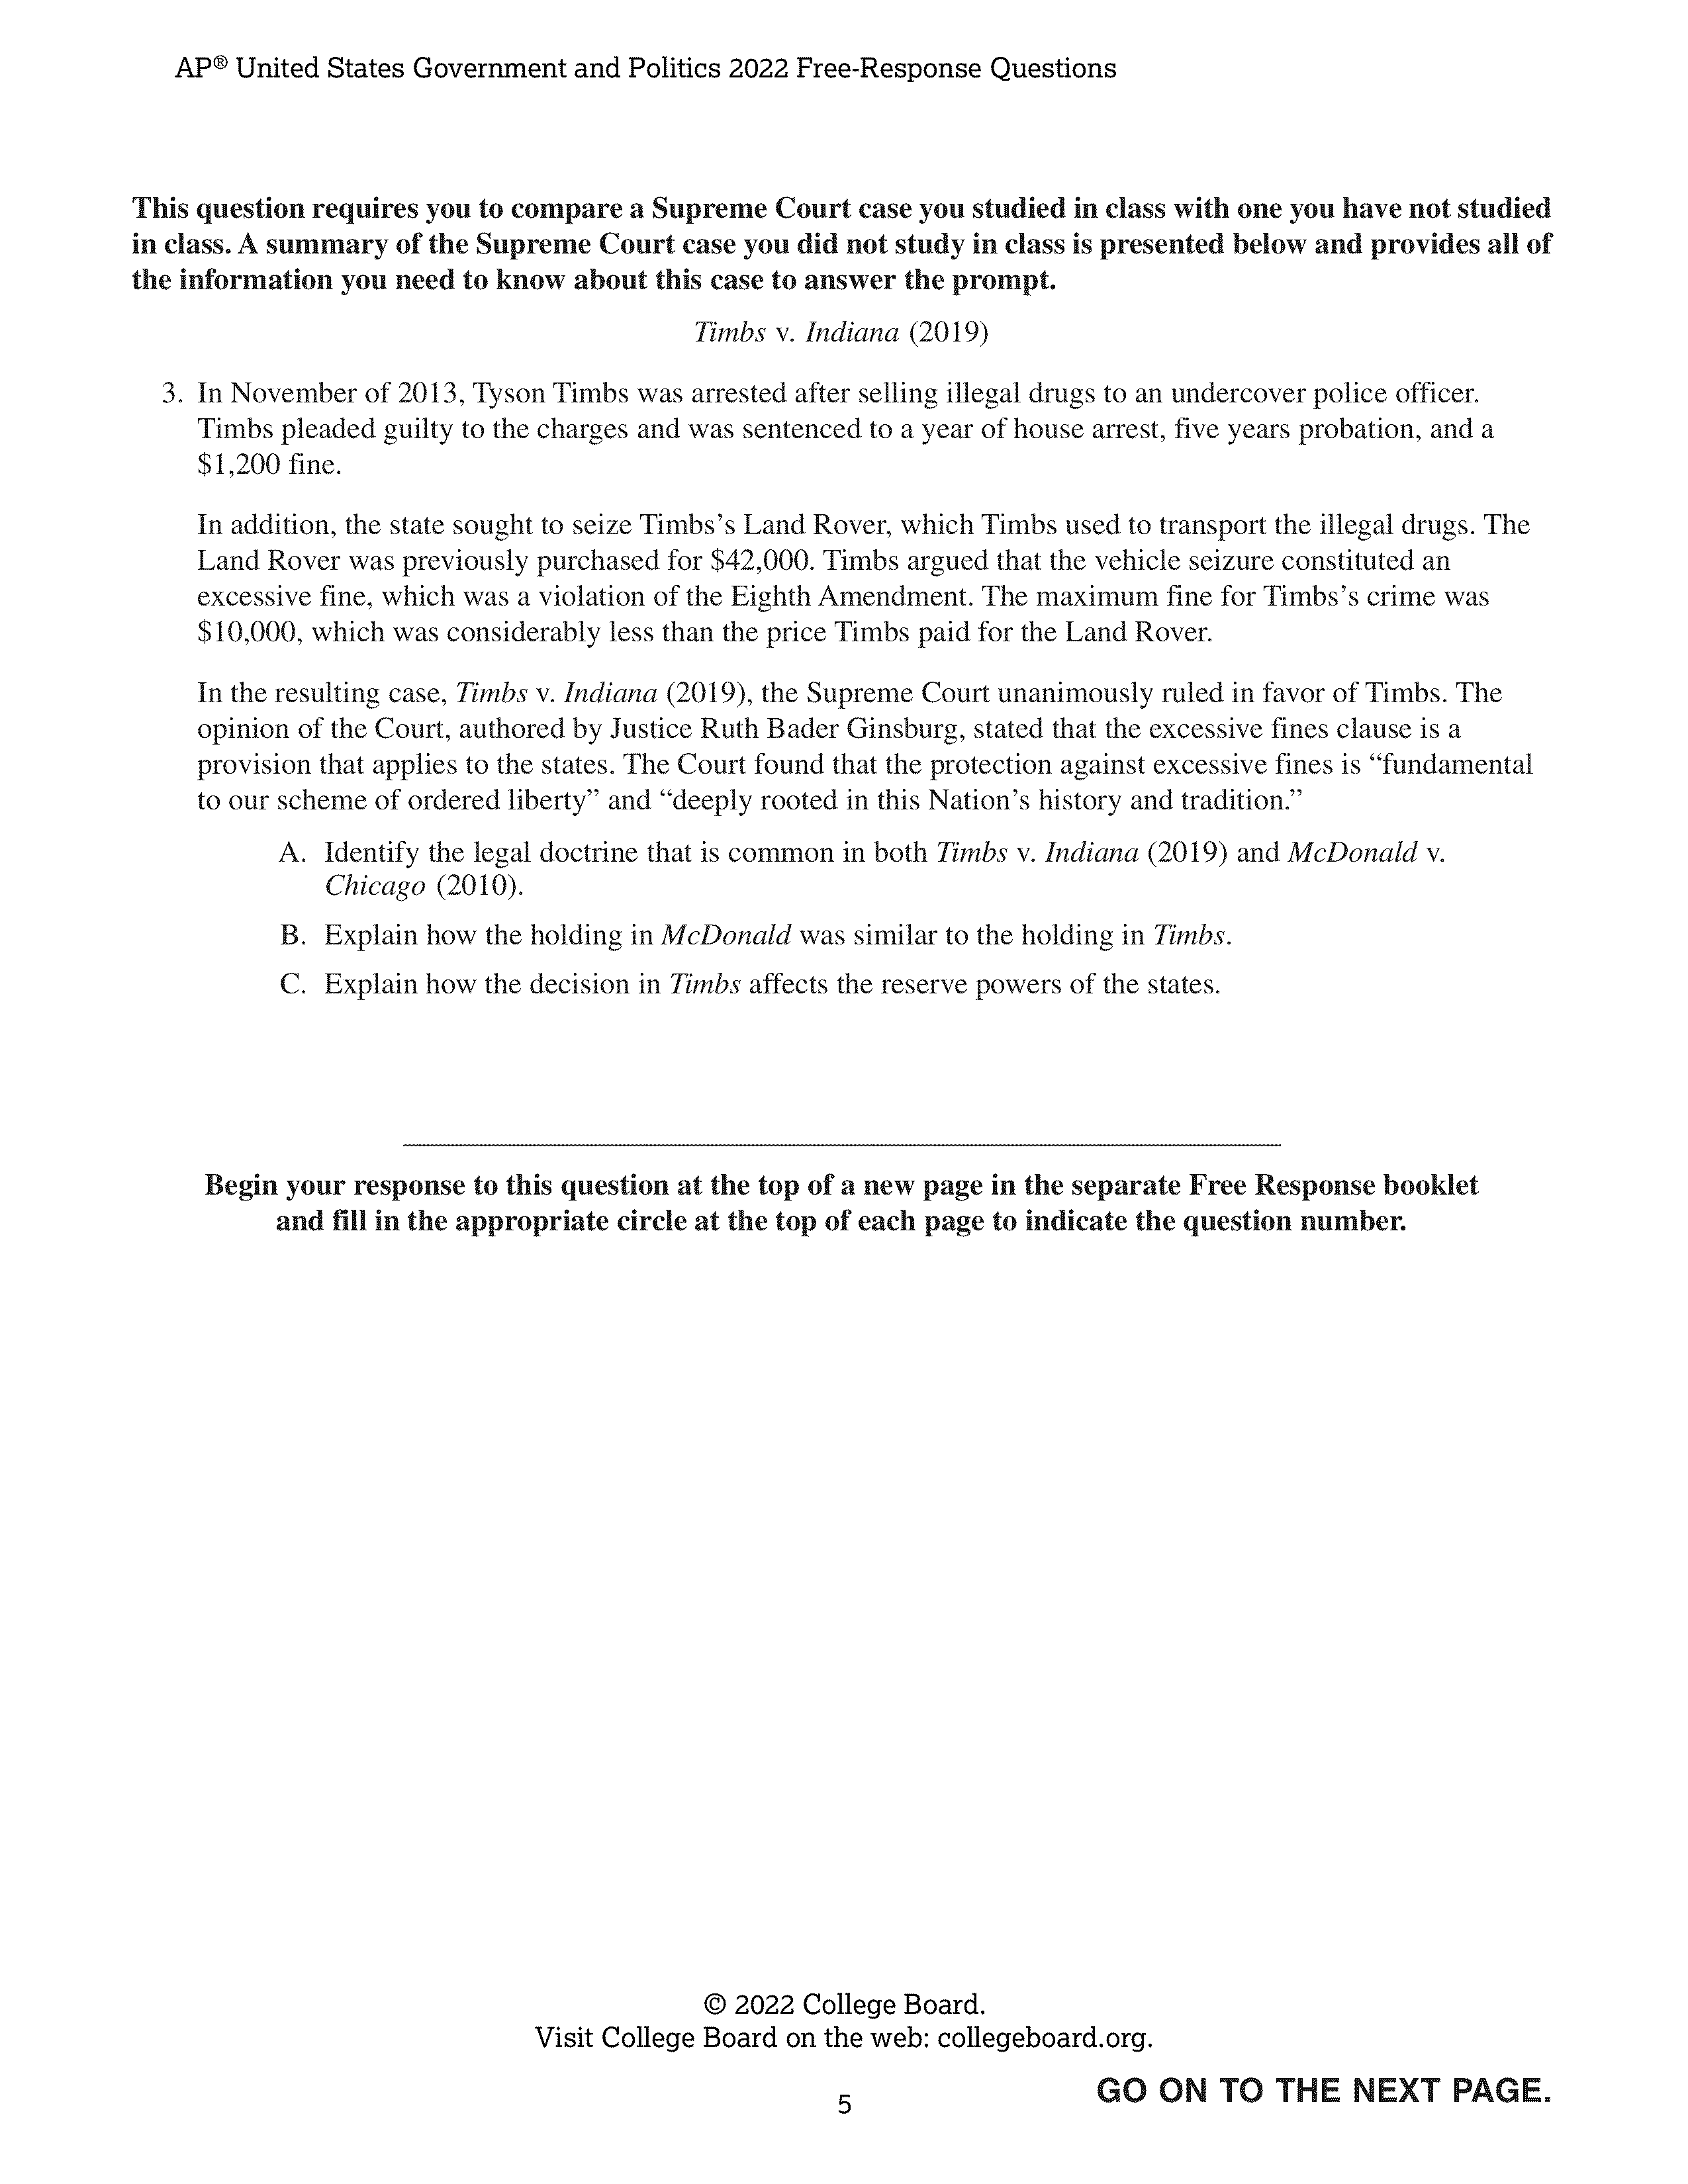 AP® United States Government and Politics 2022 Free-Response Questions
This question requires you to compare a Supreme Court case you studied in class with one you have not studied
in class. A summary of the Supreme Court case you did not study in class is presented below and provides all of
the information you need to know about this case to answer the prompt.
Timbs v. Indiana (2019)
3. In November of 2013, Tyson Timbs was arrested after selling illegal drugs to an undercover police officer.
Timbs pleaded guilty to the charges and was sentenced to a year of house arrest, five years probation, and a
$1,200 fine.
In addition, the state sought to seize Timbs’s Land Rover, which Timbs used to transport the illegal drugs. The
Land Rover was previously purchased for $42,000. Timbs argued that the vehicle seizure constituted an
excessive fine, which was a violation of the Eighth Amendment. The maximum fine for Timbs’s crime was
$10,000, which was considerably less than the price Timbs paid for the Land Rover.
In the resulting case, Timbs v. Indiana (2019), the Supreme Court unanimously ruled in favor of Timbs. The
opinion of the Court, authored by Justice Ruth Bader Ginsburg, stated that the excessive fines clause is a
provision that applies to the states. The Court found that the protection against excessive fines is “fundamental
to our scheme of ordered liberty” and “deeply rooted in this Nation’s history and tradition.”
A. Identify the legal doctrine that is common in both Timbs v. Indiana (2019) and McDonald v.
Chicago (2010).
B. Explain how the holding in McDonald was similar to the holding in Timbs.
C. Explain how the decision in Timbs affects the reserve powers of the states.
Begin your response to this question at the top of a new page in the separate Free Response booklet
and fill in the appropriate circle at the top of each page to indicate the question number.
© 2022 College Board.
Visit College Board on the web: collegeboard.org.
GO ON TO THE NEXT PAGE.
5